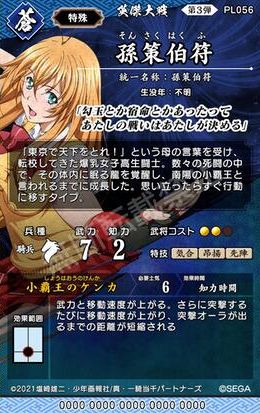 蒼
特殊
英傑大戦
第3弾
PL056
そんさくはくふ
孫策伯符
統一名称：孫策伯符
生没年：不明
「勾玉とか宿命とかあったって
あたしの戦いはあたしが決める」
「東京で天下をとれ！」という母の言葉を受け、
転校してきた爆乳女子高生闘士。数々の死闘の中
で、その体内に眠る龍を覚醒し、南陽の小覇王と
言われるまでに成長した。思い立ったらすぐ行動
に移すタイプ。
兵種 武力 知力 武将コスト
騎兵 7 2 特技 気合 昂揚 先陣
しょうはおうのけんか
小覇王のケンカ
必要士気 6
効果時間 知力時間
効果範囲
武力と移動速度が上がる。さらに突撃する
たびに移動速度が上がり、突撃オーラが出
るまでの距離が短縮される
©2021塩崎雄二・少年画報社/真・一騎当千パートナーズ ©SEGA
0000-0000-0000-0000-0000